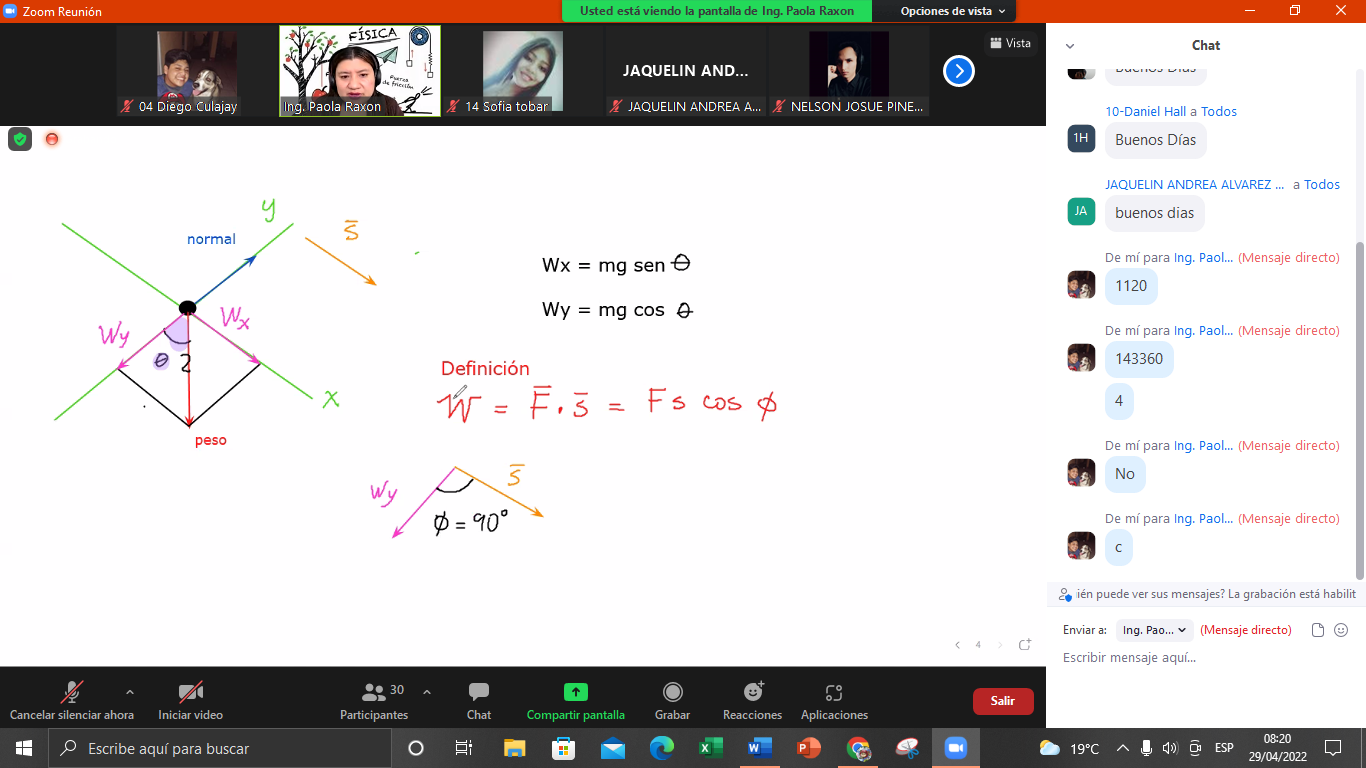 Zoom Reunión
Usted está viendo la pantalla de Ing. Paola Raxon
Opciones de vista
FÍSICA
Fuerza de fricción
04 Diego Culajay
Ing. Paola Raxon
14 Sofia tobar
JAQUELIN AND...
JAQUELIN ANDREA A...
NELSON JOSUE PINE...
Vista
y
normal
s
Wy
Wx
θ
peso
x
Wx = mg sen θ
Wy = mg cos θ
Definición
W = F · s = F s cos φ
Wy
s
φ = 90°
4
Chat
Buenos Días
10-Daniel Hall a Todos
1H
Buenos Días
JAQUELIN ANDREA ALVAREZ ... a Todos
JA
buenos dias
De mí para Ing. Paol... (Mensaje directo)
1120
De mí para Ing. Paol... (Mensaje directo)
143360
4
De mí para Ing. Paol... (Mensaje directo)
No
De mí para Ing. Paol... (Mensaje directo)
c
ién puede ver sus mensajes? La grabación está habilit
Enviar a: Ing. Pao... (Mensaje directo)
Escribir mensaje aquí...
Cancelar silenciar ahora
Iniciar video
30
Participantes
Chat
Compartir pantalla
Grabar
Reacciones
Aplicaciones
Salir
Escribe aquí para buscar
19°C
ESP
08:20
29/04/2022